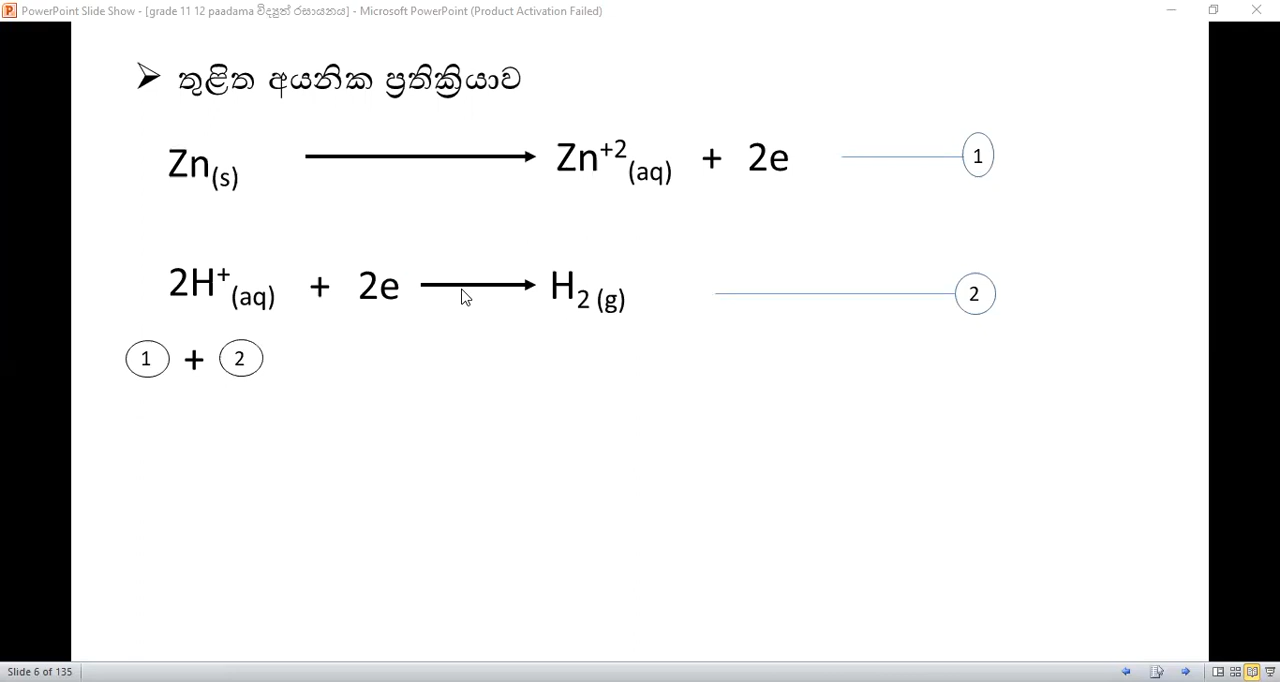 PowerPoint Slide Show - [grade 11 12 paadama විද්‍යුත් රසායනය] - Microsoft PowerPoint (Product Activation Failed)
➤ තුළිත අයනික ප්‍රතික්‍රියාව
Zn(s) ⟶ Zn⁺²(aq) + 2e 1
2H⁺(aq) + 2e ⟶ H₂ (g) 2
1 + 2
Slide 6 of 135